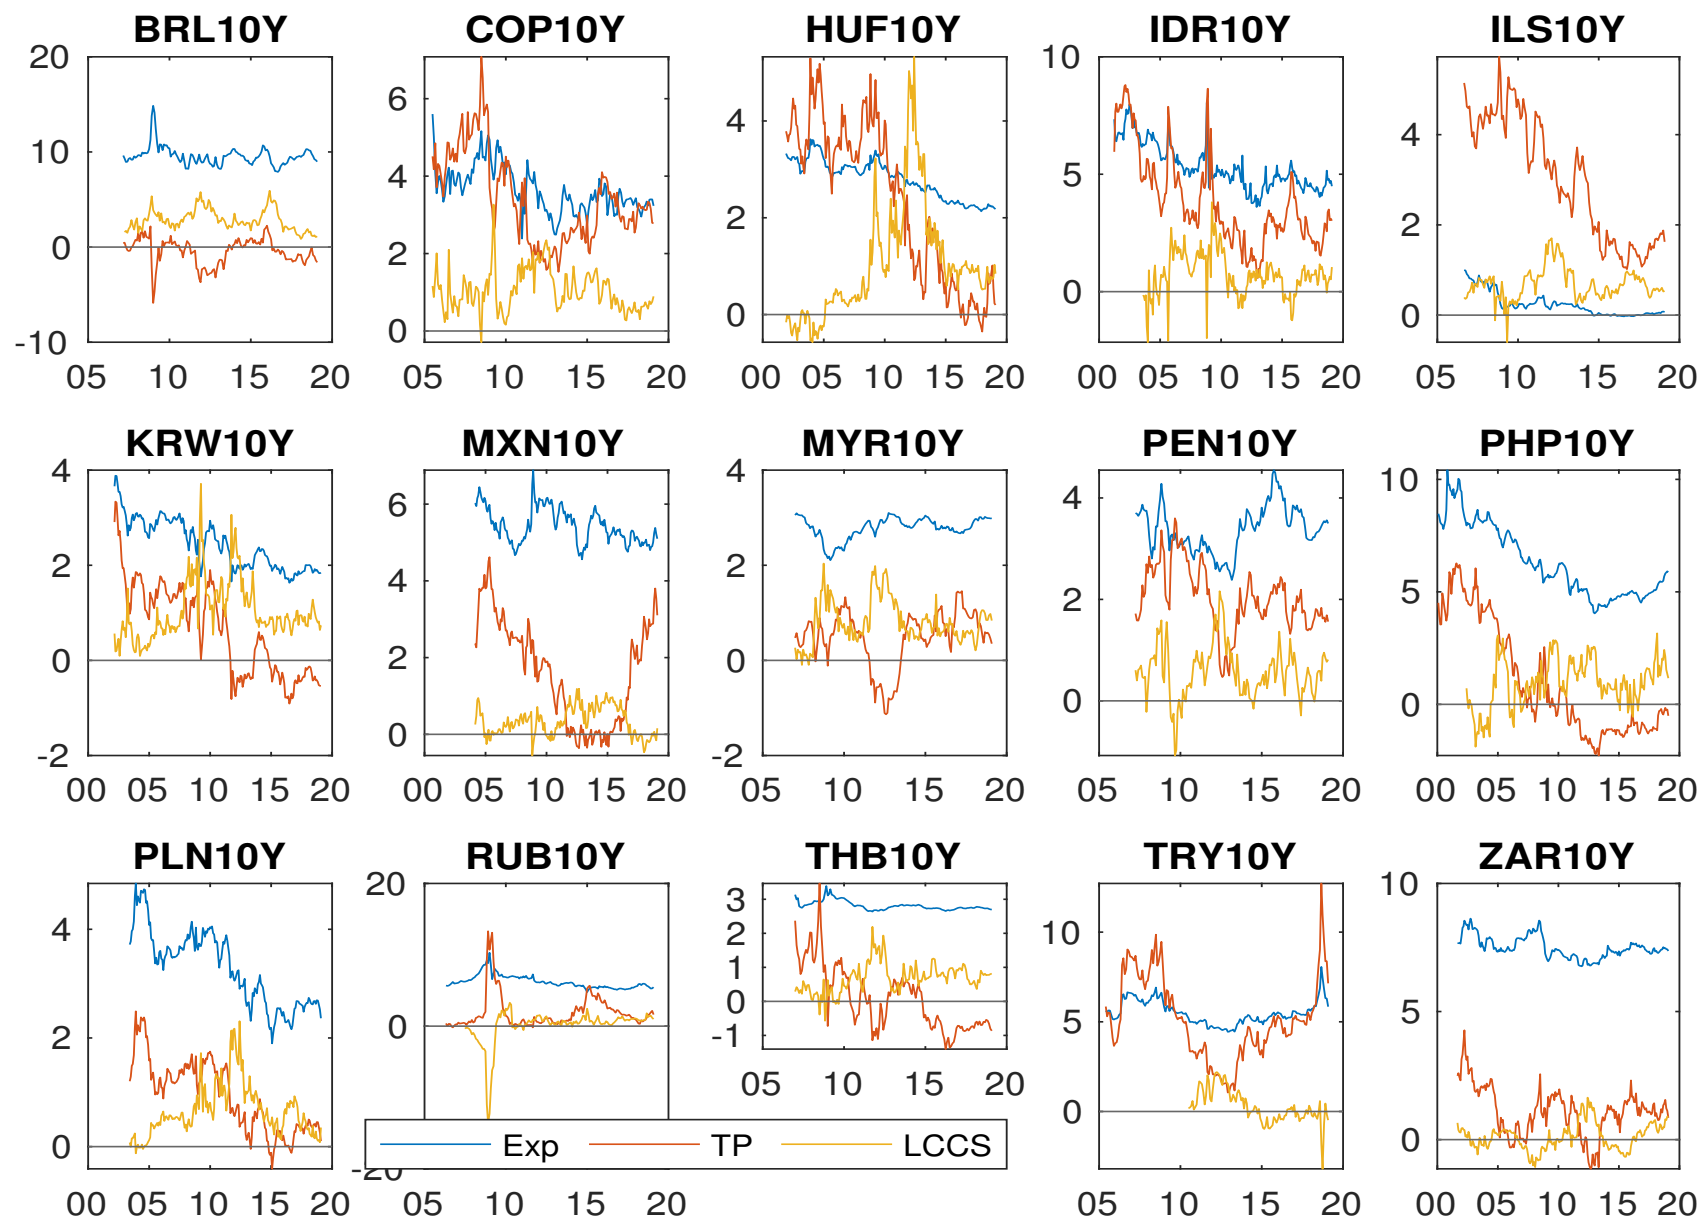 BRL10Y COP10Y HUF10Y IDR10Y ILS10Y
20 10 0 -10 05 10 15 20
6 4 2 0 05 10 15 20
4 2 0 00 05 10 15 20
10 5 0 00 05 10 15 20
4 2 0 05 10 15 20
KRW10Y MXN10Y MYR10Y PEN10Y PHP10Y
4 2 0 -2 00 05 10 15 20
6 4 2 0 00 05 10 15 20
4 2 0 -2 05 10 15 20
4 2 0 05 10 15 20
10 5 0 00 05 10 15 20
PLN10Y RUB10Y THB10Y TRY10Y ZAR10Y
4 2 0 00 05 10 15 20
20 0 -20 05 10 15 20
3 2 1 0 -1 05 10 15 20
10 5 0 05 10 15 20
10 5 0 00 05 10 15 20
Exp TP LCCS